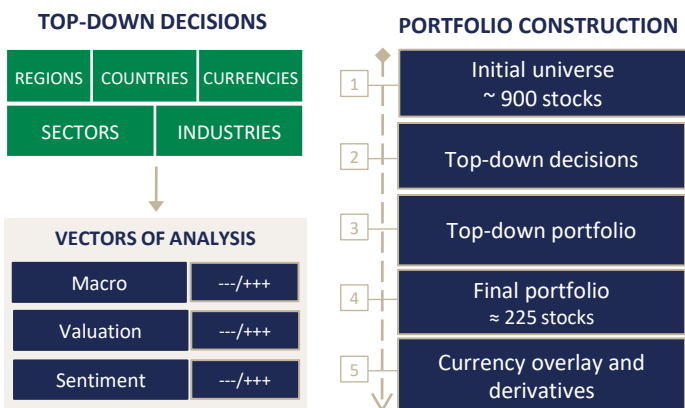 TOP-DOWN DECISIONS
REGIONS
COUNTRIES
CURRENCIES
SECTORS
INDUSTRIES
VECTORS OF ANALYSIS
Macro
---/+++
Valuation
---/+++
Sentiment
---/+++
PORTFOLIO CONSTRUCTION
1
Initial universe
~ 900 stocks
2
Top-down decisions
3
Top-down portfolio
4
Final portfolio
≈ 225 stocks
5
Currency overlay and
derivatives